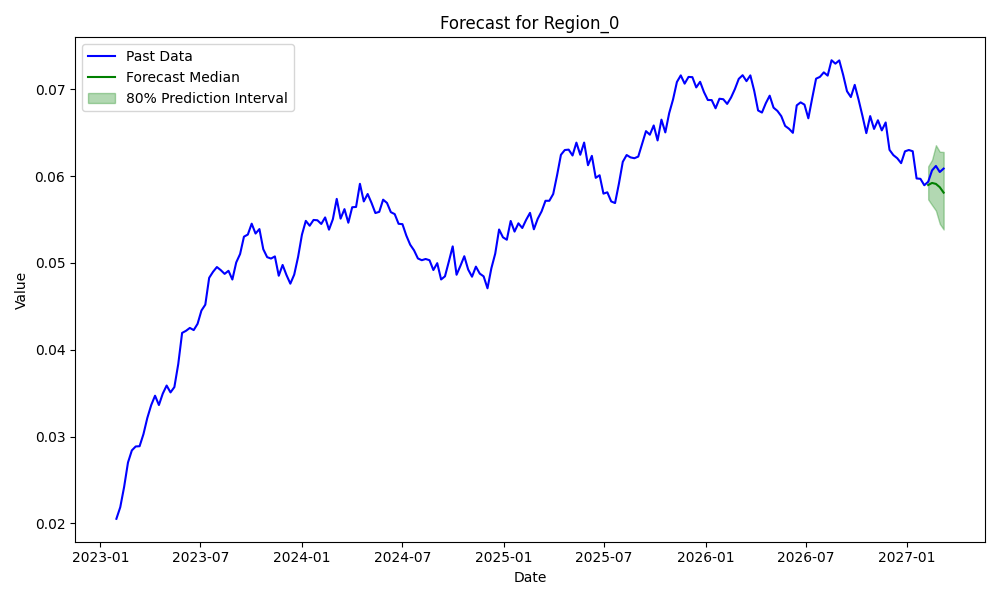 Forecast for Region_0
Past Data
Forecast Median
80% Prediction Interval
0.07
0.06
0.05
0.04
0.03
0.02
Value
2023-01 2023-07 2024-01 2024-07 2025-01 2025-07 2026-01 2026-07 2027-01
Date